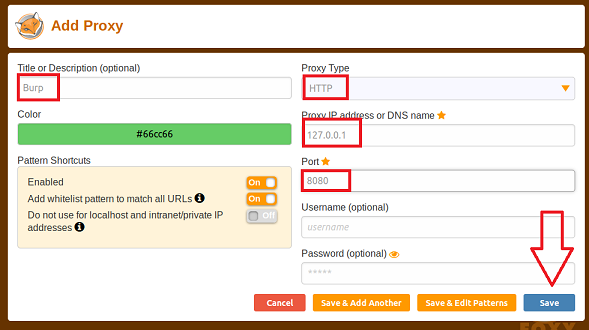 Add Proxy
Title or Description (optional)
Burp
Color
#66cc66
Pattern Shortcuts
Enabled
On
Add whitelist pattern to match all URLs
On
Do not use for localhost and intranet/private IP
addresses
Off
Proxy Type
HTTP
Proxy IP address or DNS name
127.0.0.1
Port
8080
Username (optional)
username
Password (optional)
*****
Cancel
Save & Add Another
Save & Edit Patterns
Save